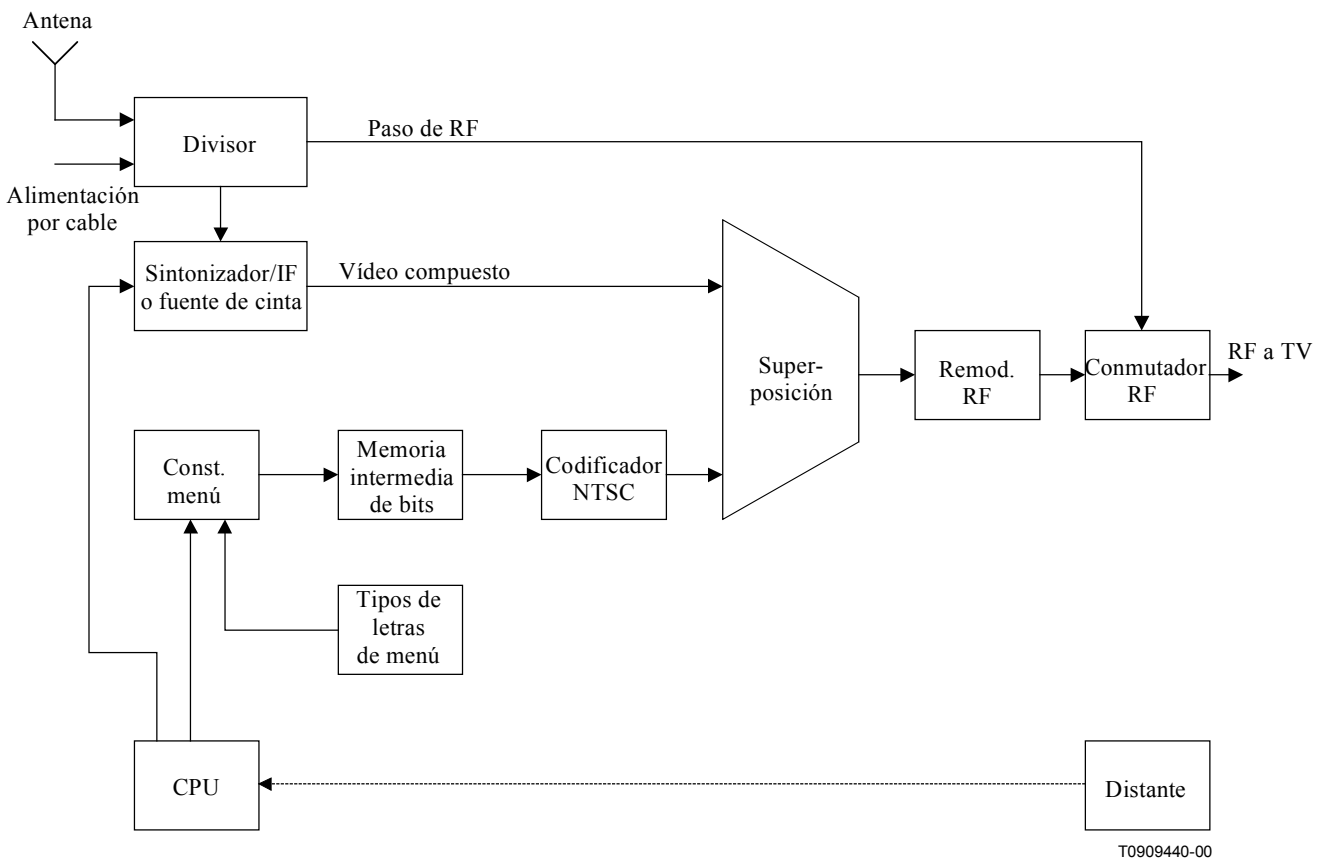 Antena
Divisor
Paso de RF
Alimentación
por cable
Sintonizador/IF
o fuente de cinta
Vídeo compuesto
Super-
posición
Remod.
RF
Conmutador
RF
RF a TV
Const.
menú
Memoria
intermedia
de bits
Codificador
NTSC
Tipos de
letras
de menú
CPU
Distante
T0909440-00